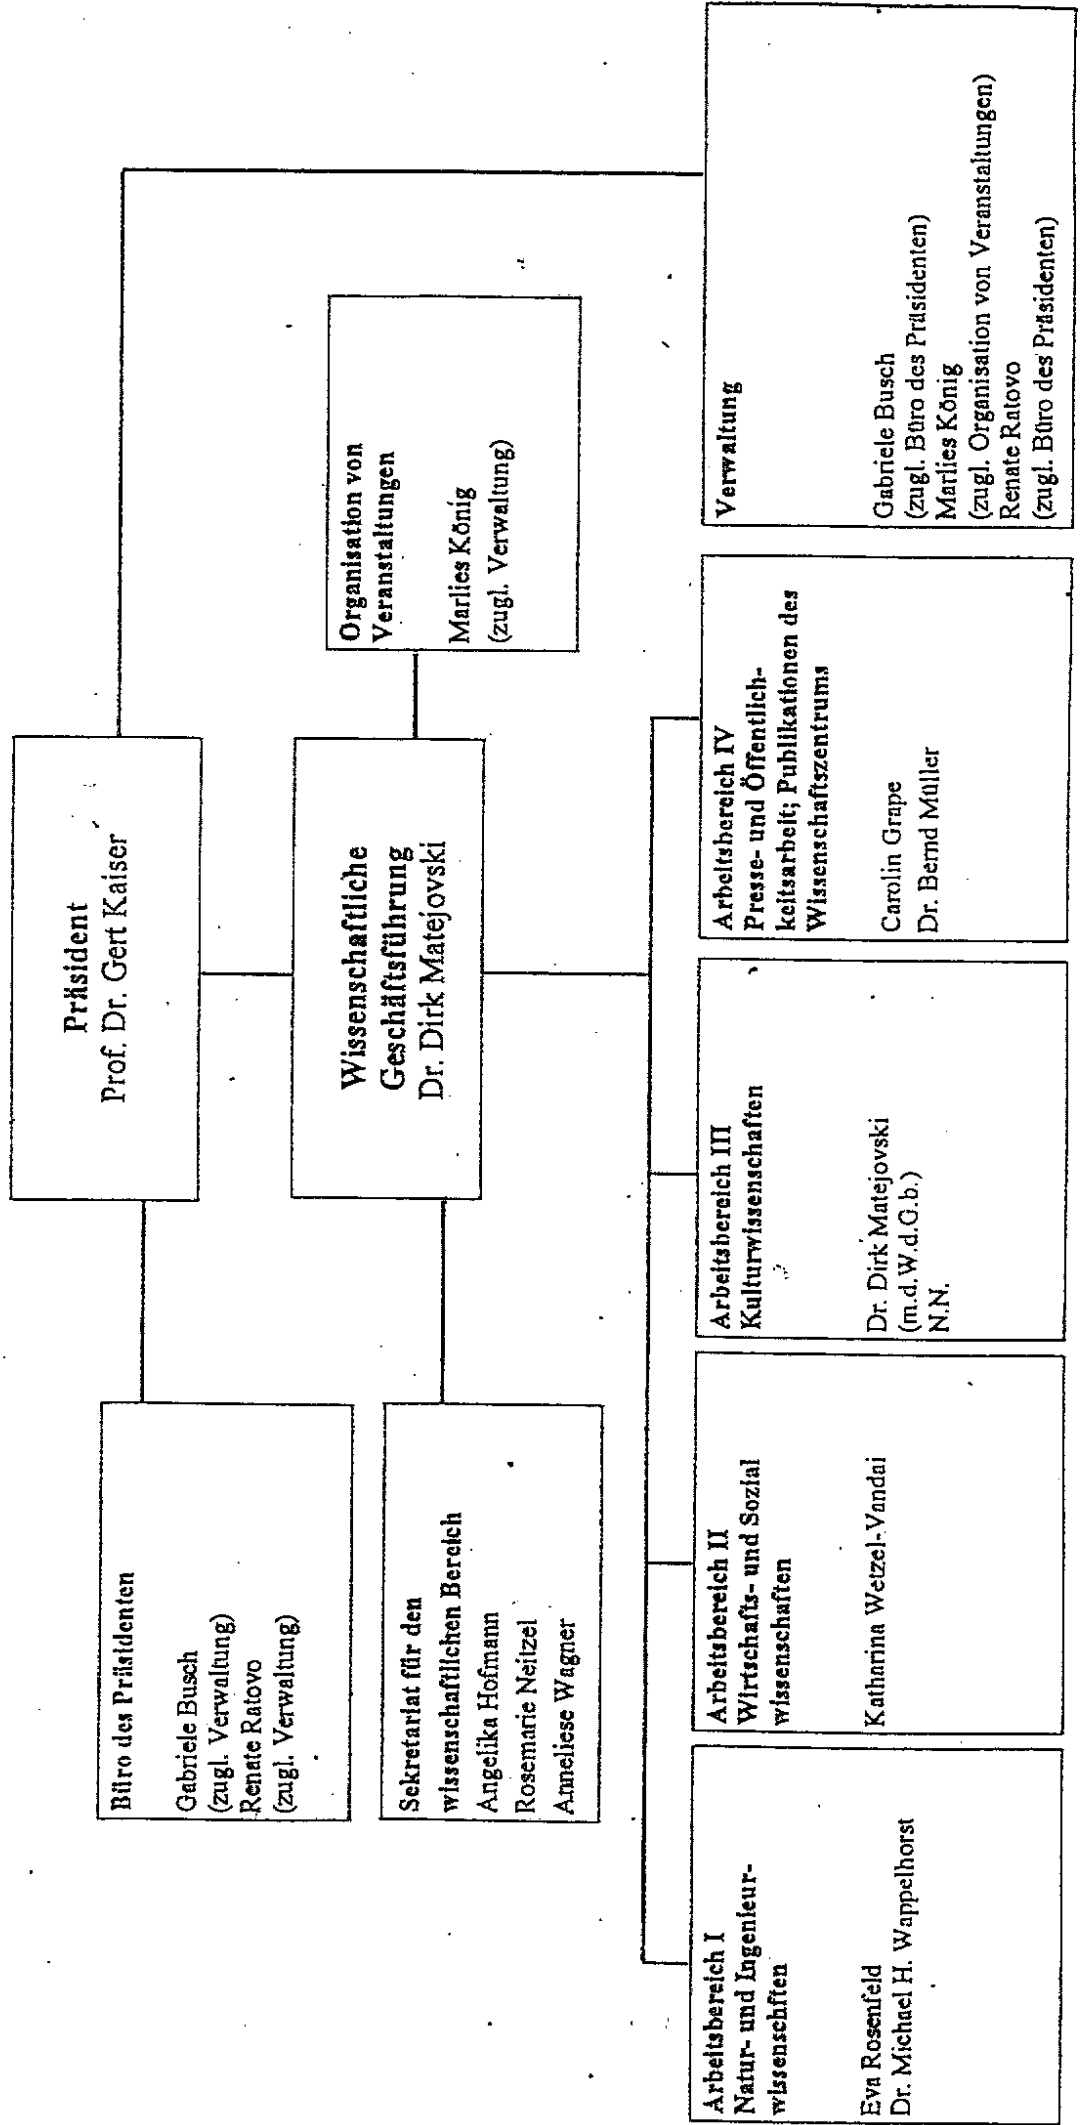 Präsident
Prof. Dr. Gert Kaiser
Büro des Präsidenten
Gabriele Busch
(zugl. Verwaltung)
Renate Ratovo
(zugl. Verwaltung)
Wissenschaftliche
Geschäftsführung
Dr. Dirk Matejovski
Organisation von
Veranstaltungen
Marlies König
(zugl. Verwaltung)
Sekretariat für den
wissenschaftlichen Bereich
Angelika Hofmann
Rosemarie Neitzel
Anneliese Wagner
Arbeitsbereich I
Natur- und Ingenieur-
wissenschften
Eva Rosenfeld
Dr. Michael H. Wappelhorst
Arbeitsbereich II
Wirtschafts- und Sozial
wissenschaften
Katharina Wetzel-Vandai
Arbeitsbereich III
Kulturwissenschaften
Dr. Dirk Matejovski
(m.d.W.d.G.b.)
N.N.
Arbeitsbereich IV
Presse- und Öffentlich-
keitsarbeit; Publikationen des
Wissenschaftszentrums
Carolin Grape
Dr. Bernd Müller
Verwaltung
Gabriele Busch
(zugl. Büro des Präsidenten)
Marlies König
(zugl. Organisation von Veranstaltungen)
Renate Ratovo
(zugl. Büro des Präsidenten)